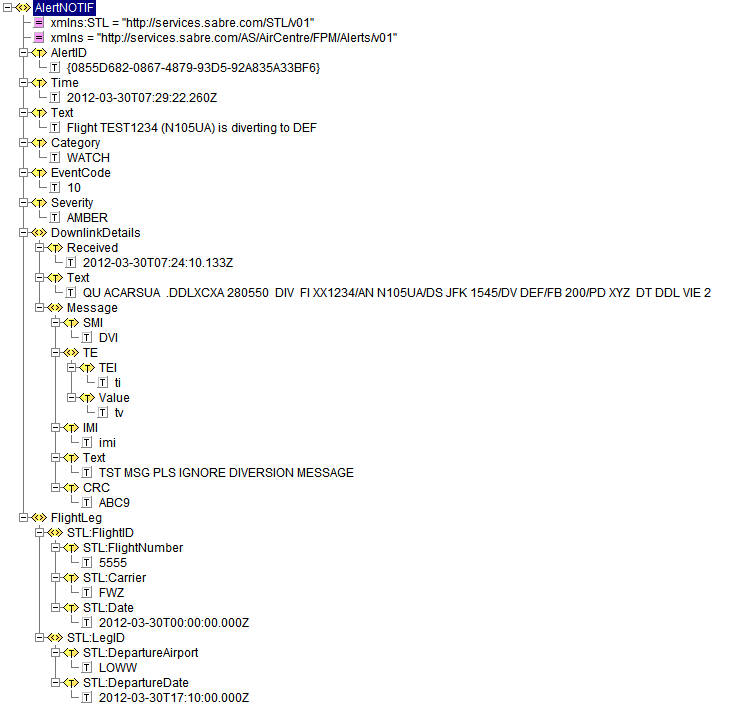 AlertNOTIF
xmlns:STL = "http://services.sabre.com/STL/v01"
xmlns = "http://services.sabre.com/AS/AirCentre/FPM/Alerts/v01"
AlertID
{0855D682-0867-4879-93D5-92A835A33BF6}
Time
2012-03-30T07:29:22.260Z
Text
Flight TEST1234 (N105UA) is diverting to DEF
Category
WATCH
EventCode
10
Severity
AMBER
DownlinkDetails
Received
2012-03-30T07:24:10.133Z
Text
QU ACARSUA .DDLXCXA 280550 DIV FI XX1234/AN N105UA/DS JFK 1545/DV DEF/FB 200/PD XYZ DT DDL VIE 2
Message
SMI
DVI
TE
TEI
ti
Value
tv
IMI
imi
Text
TST MSG PLS IGNORE DIVERSION MESSAGE
CRC
ABC9
FlightLeg
STL:FlightID
STL:FlightNumber
5555
STL:Carrier
FWZ
STL:Date
2012-03-30T00:00:00.000Z
STL:LegID
STL:DepartureAirport
LOWW
STL:DepartureDate
2012-03-30T17:10:00.000Z